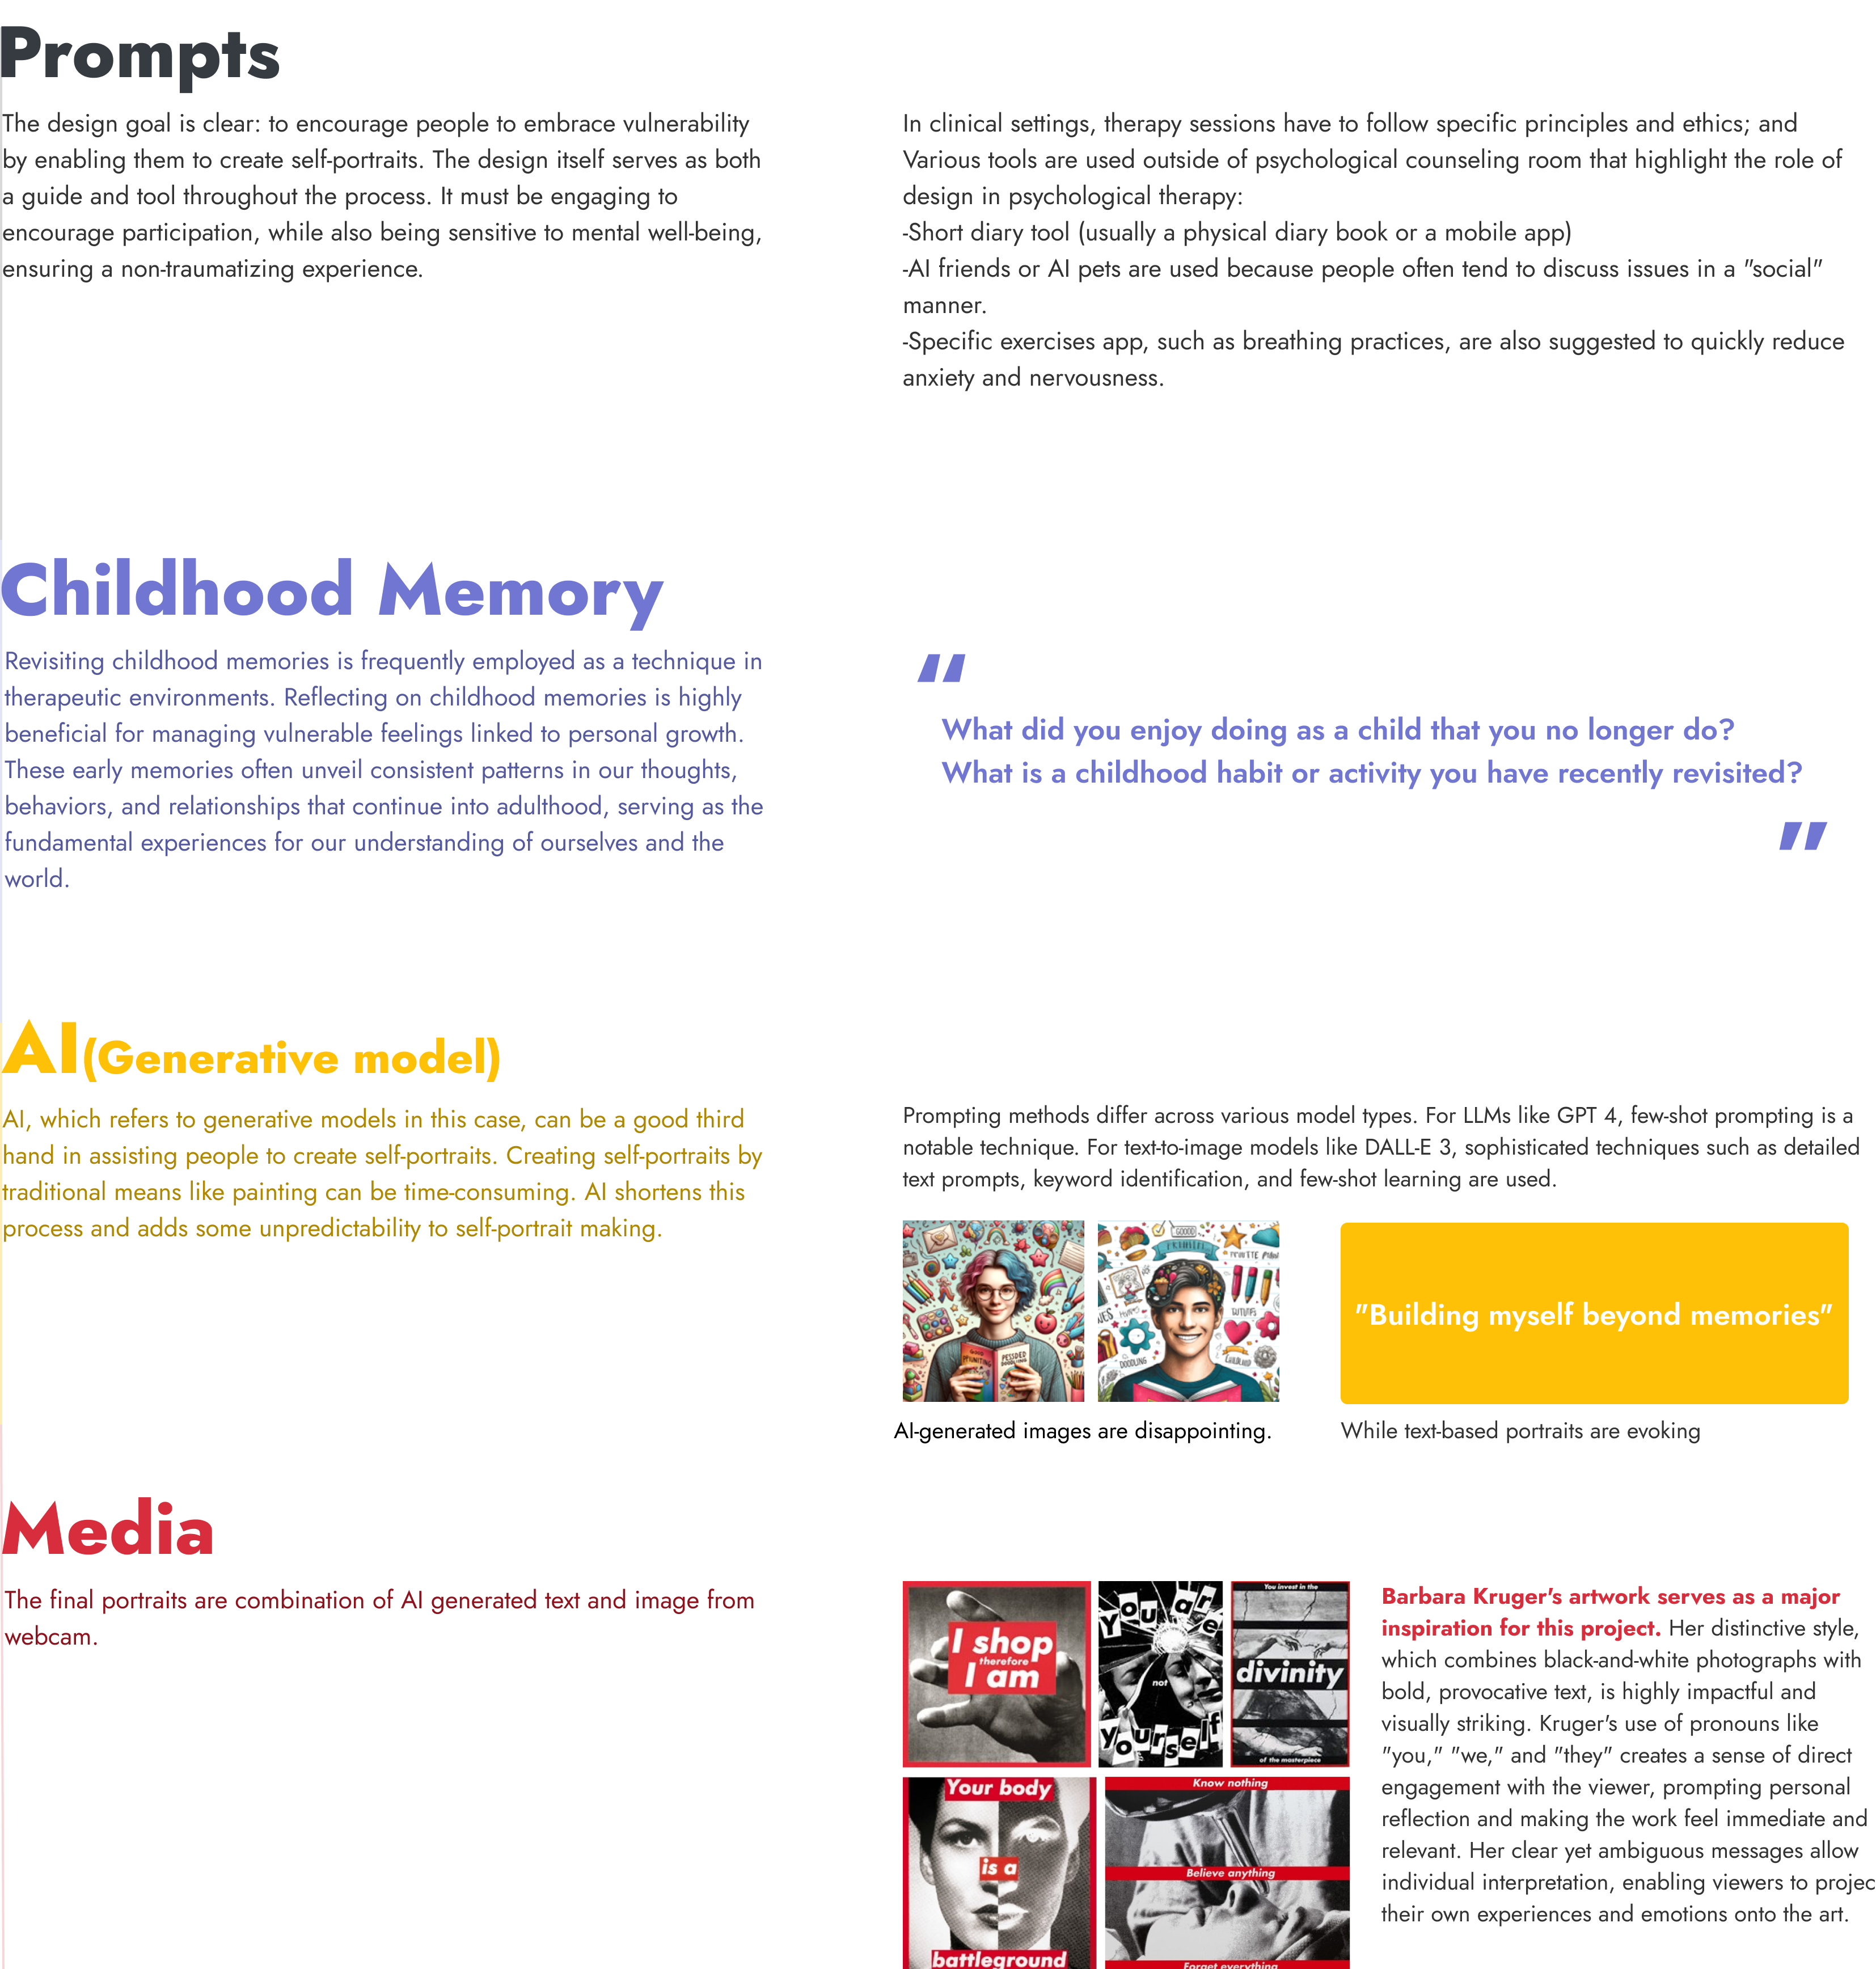 Prompts
The design goal is clear: to encourage people to embrace vulnerability
by enabling them to create self-portraits. The design itself serves as both
a guide and tool throughout the process. It must be engaging to
encourage participation, while also being sensitive to mental well-being,
ensuring a non-traumatizing experience.
In clinical settings, therapy sessions have to follow specific principles and ethics; and
Various tools are used outside of psychological counseling room that highlight the role of
design in psychological therapy:
-Short diary tool (usually a physical diary book or a mobile app)
-AI friends or AI pets are used because people often tend to discuss issues in a "social"
manner.
-Specific exercises app, such as breathing practices, are also suggested to quickly reduce
anxiety and nervousness.
Childhood Memory
Revisiting childhood memories is frequently employed as a technique in
therapeutic environments. Reflecting on childhood memories is highly
beneficial for managing vulnerable feelings linked to personal growth.
These early memories often unveil consistent patterns in our thoughts,
behaviors, and relationships that continue into adulthood, serving as the
fundamental experiences for our understanding of ourselves and the
world.
“
What did you enjoy doing as a child that you no longer do?
What is a childhood habit or activity you have recently revisited?
”
AI(Generative model)
AI, which refers to generative models in this case, can be a good third
hand in assisting people to create self-portraits. Creating self-portraits by
traditional means like painting can be time-consuming. AI shortens this
process and adds some unpredictability to self-portrait making.
Prompting methods differ across various model types. For LLMs like GPT 4, few-shot prompting is a
notable technique. For text-to-image models like DALL-E 3, sophisticated techniques such as detailed
text prompts, keyword identification, and few-shot learning are used.
DOODLING
"Building myself beyond memories"
AI-generated images are disappointing.
While text-based portraits are evoking
Media
The final portraits are combination of AI generated text and image from
webcam.
I shop
therefore
I am
You are
not
yourself
You invest in the
divinity
of the masterpiece
Your body
is a
battleground
Know nothing
Believe anything
Forget everything
Barbara Kruger's artwork serves as a major
inspiration for this project. Her distinctive style,
which combines black-and-white photographs with
bold, provocative text, is highly impactful and
visually striking. Kruger's use of pronouns like
"you," "we," and "they" creates a sense of direct
engagement with the viewer, prompting personal
reflection and making the work feel immediate and
relevant. Her clear yet ambiguous messages allow
individual interpretation, enabling viewers to projec
their own experiences and emotions onto the art.